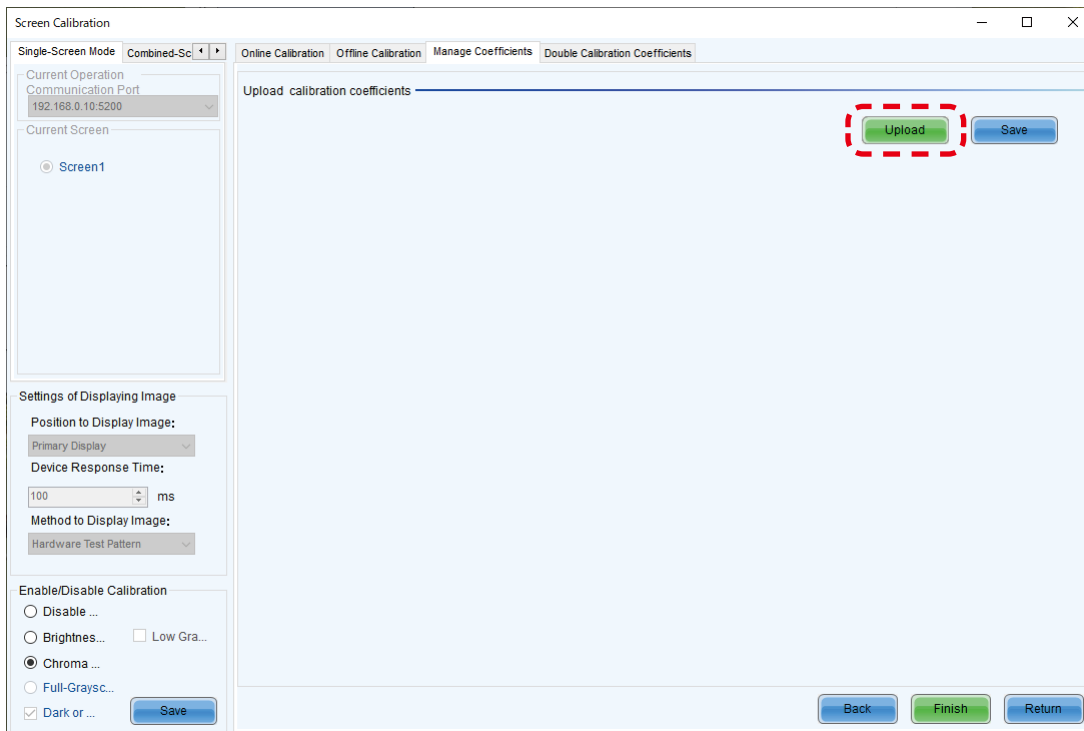 Screen Calibration
Single-Screen Mode
Combined-Sc
Online Calibration
Offline Calibration
Manage Coefficients
Double Calibration Coefficients
Current Operation
Communication Port
192.168.0.10:5200
Current Screen
Screen1
Upload calibration coefficients
Upload
Save
Settings of Displaying Image
Position to Display Image:
Primary Display
Device Response Time:
100 ms
Method to Display Image:
Hardware Test Pattern
Enable/Disable Calibration
Disable ...
Brightnes... Low Gra...
Chroma ...
Full-Graysc...
Dark or ... Save
Back
Finish
Return